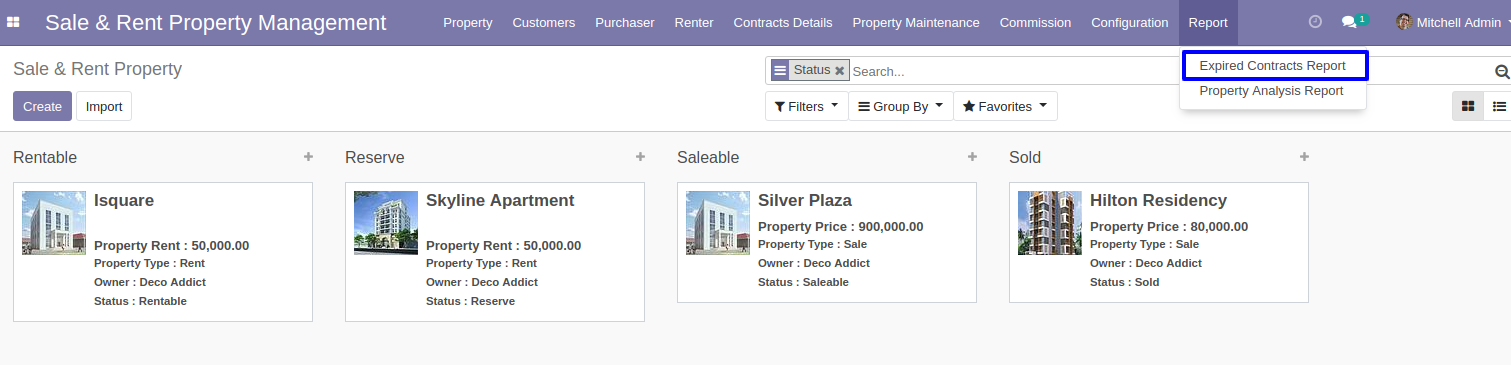 Sale & Rent Property Management Property Customers Purchaser Renter Contracts Details Property Maintenance Commission Configuration Report 1 Mitchell Admin
Sale & Rent Property Status Search... Expired Contracts Report
Property Analysis Report
Create Import Filters Group By Favorites
Rentable Reserve Saleable Sold
Isquare
Property Rent : 50,000.00
Property Type : Rent
Owner : Deco Addict
Status : Rentable
Skyline Apartment
Property Rent : 50,000.00
Property Type : Rent
Owner : Deco Addict
Status : Reserve
Silver Plaza
Property Price : 900,000.00
Property Type : Sale
Owner : Deco Addict
Status : Saleable
Hilton Residency
Property Price : 80,000.00
Property Type : Sale
Owner : Deco Addict
Status : Sold